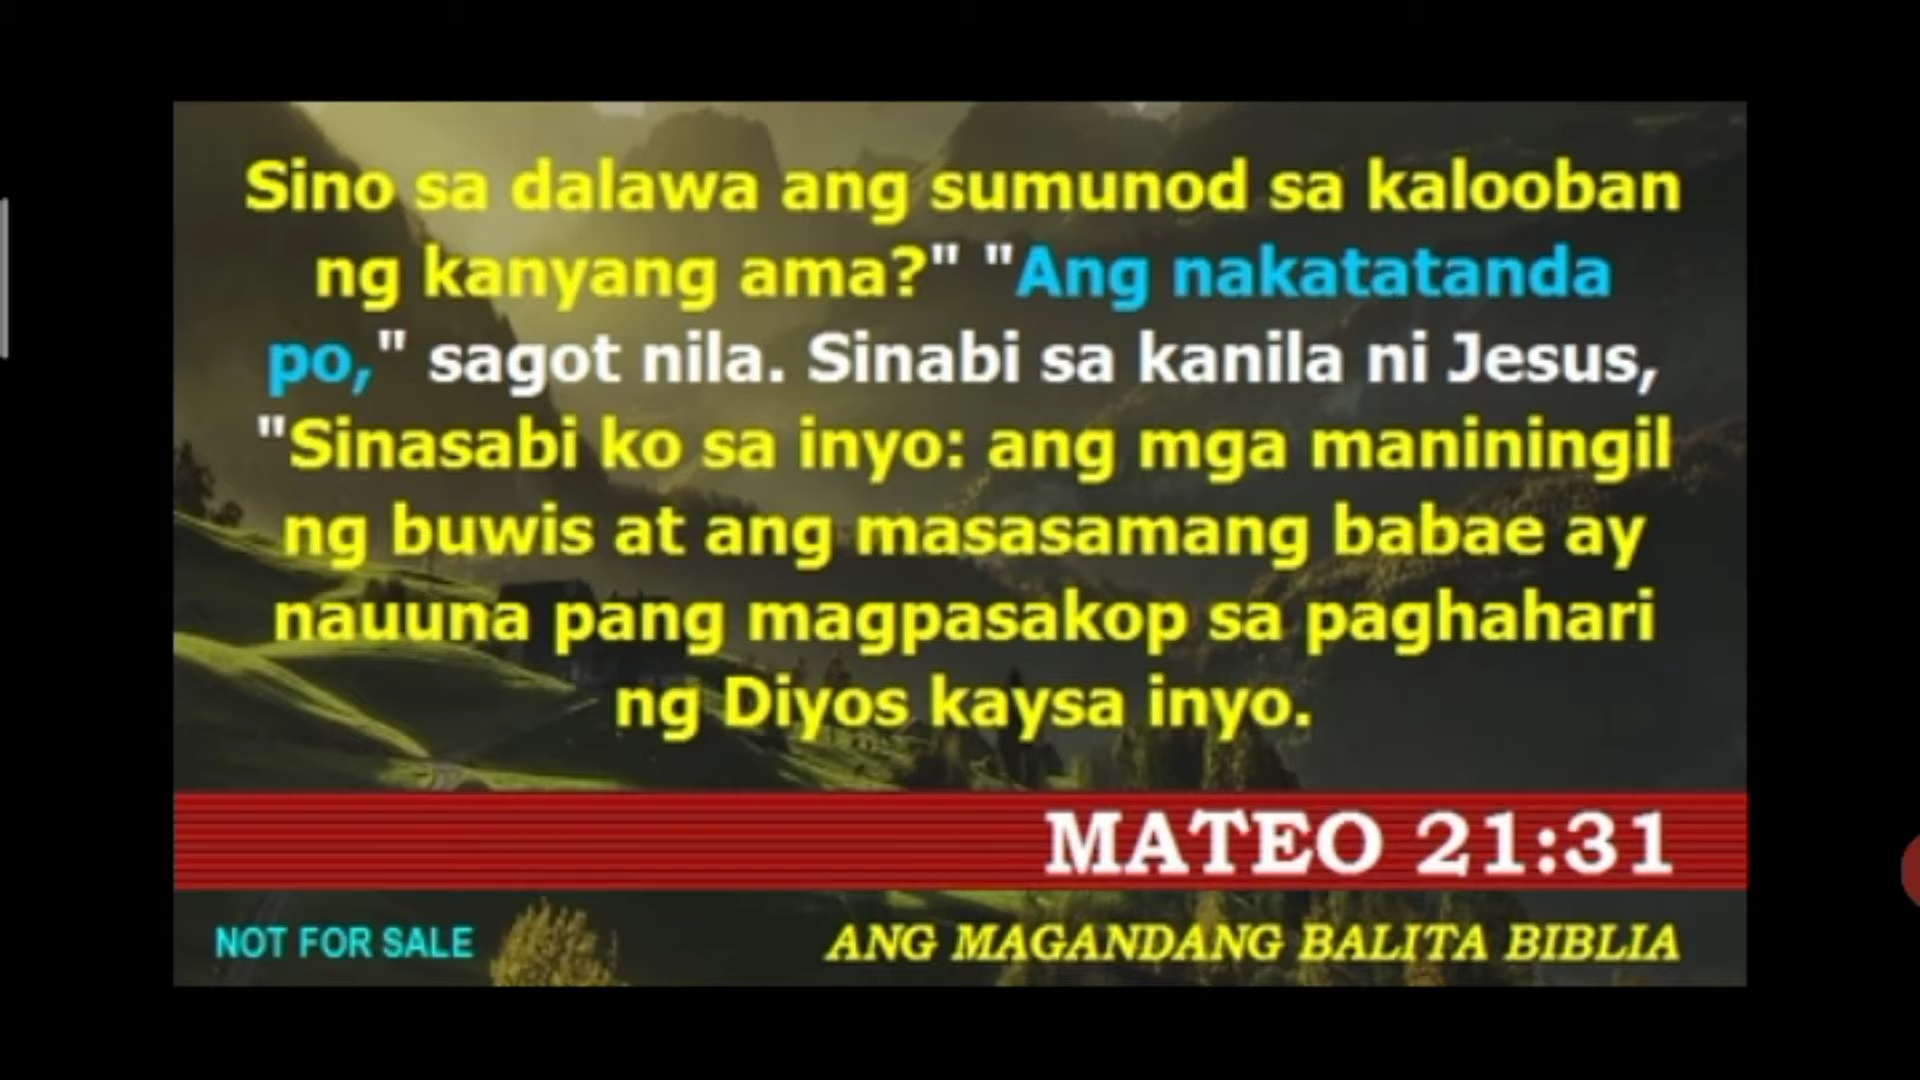 Sino sa dalawa ang sumunod sa kalooban
ng kanyang ama?" "Ang nakatatanda
po," sagot nila. Sinabi sa kanila ni Jesus,
"Sinasabi ko sa inyo: ang mga maniningil
ng buwis at ang masasamang babae ay
nauuna pang magpasakop sa paghahari
ng Diyos kaysa inyo.
MATEO 21:31
NOT FOR SALE
ANG MAGANDANG BALITA BIBLIA